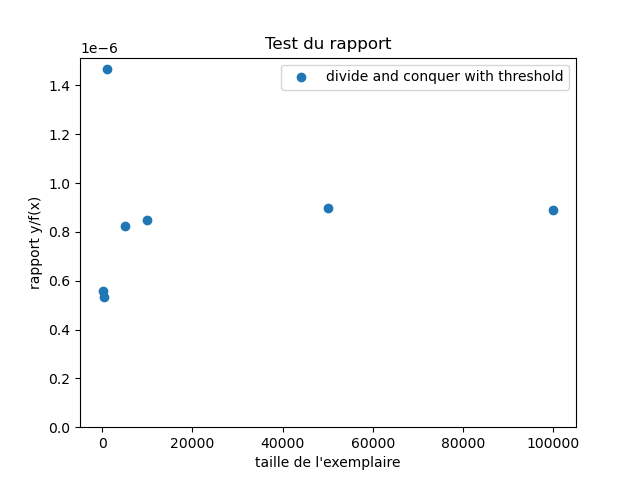 Test du rapport
1e−6
divide and conquer with threshold
1.4
1.2
1.0
0.8
0.6
0.4
0.2
0.0
rapport y/f(x)
0 20000 40000 60000 80000 100000
taille de l'exemplaire